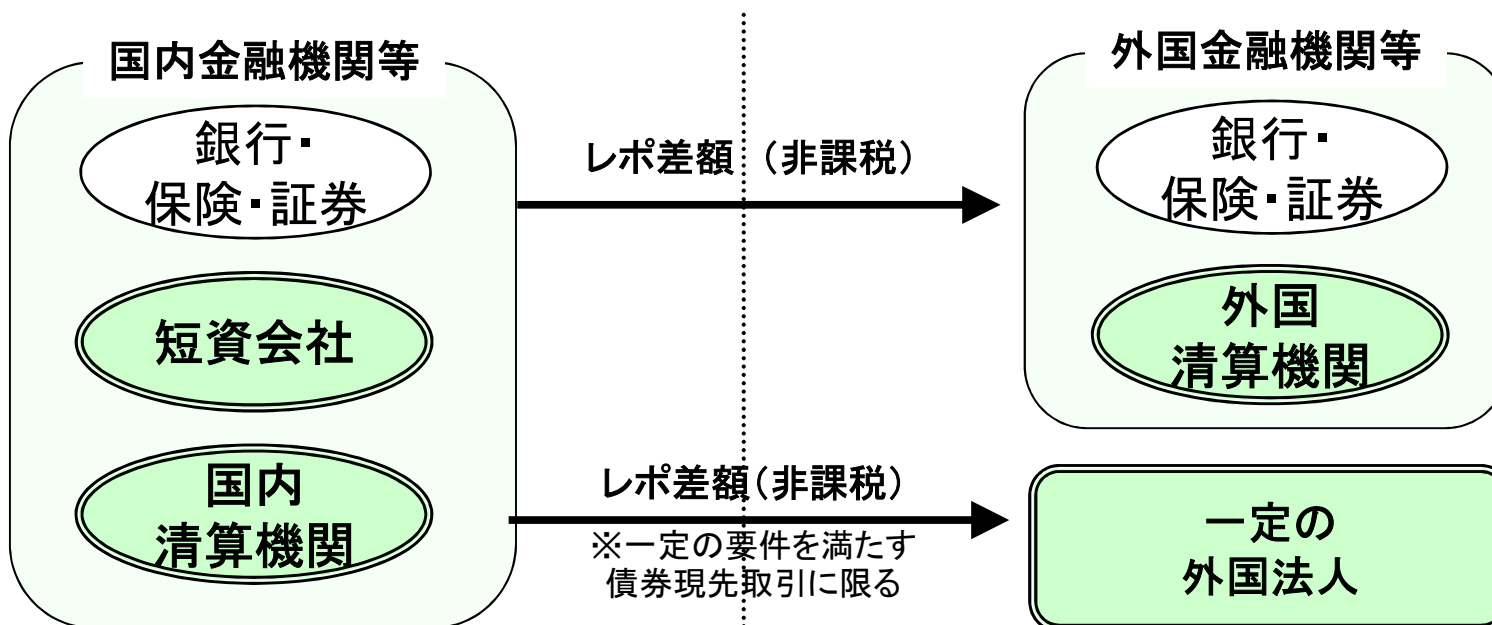 国内金融機関等
銀行・
保険・証券
短資会社
国内
清算機関
レポ差額 （非課税）
レポ差額（非課税）
※一定の要件を満たす
債券現先取引に限る
外国金融機関等
銀行・
保険・証券
外国
清算機関
一定の
外国法人